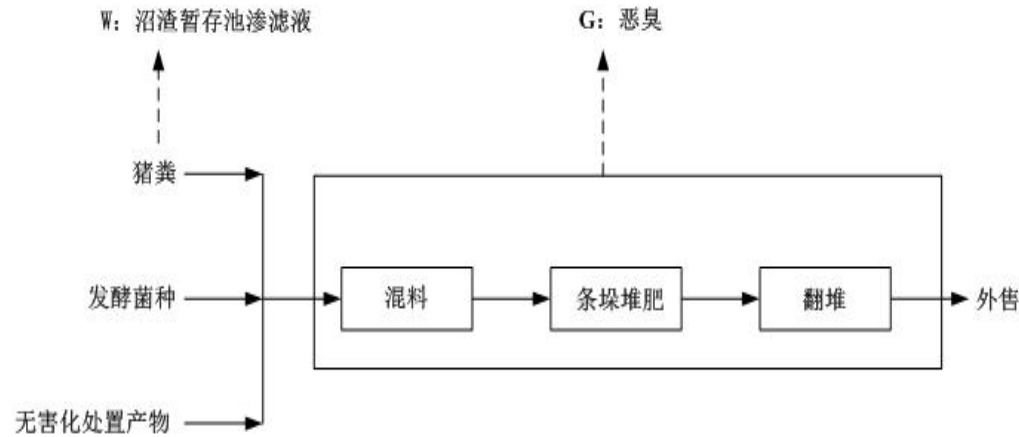 W：沼渣暂存池渗滤液
G：恶臭
猪粪
发酵菌种
混料
条垛堆肥
翻堆
外售
无害化处置产物